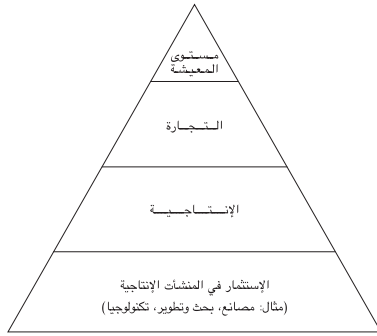 مستوى
المعيشة
التجارة
الإنتاجية
الإستثمار في المنشآت الإنتاجية
(مثال: مصانع، بحث وتطوير، تكنولوجيا)